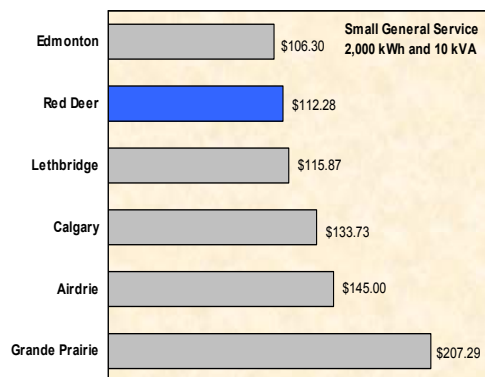 Small General Service
2,000 kWh and 10 kVA
Edmonton $106.30
Red Deer $112.28
Lethbridge $115.87
Calgary $133.73
Airdrie $145.00
Grande Prairie $207.29